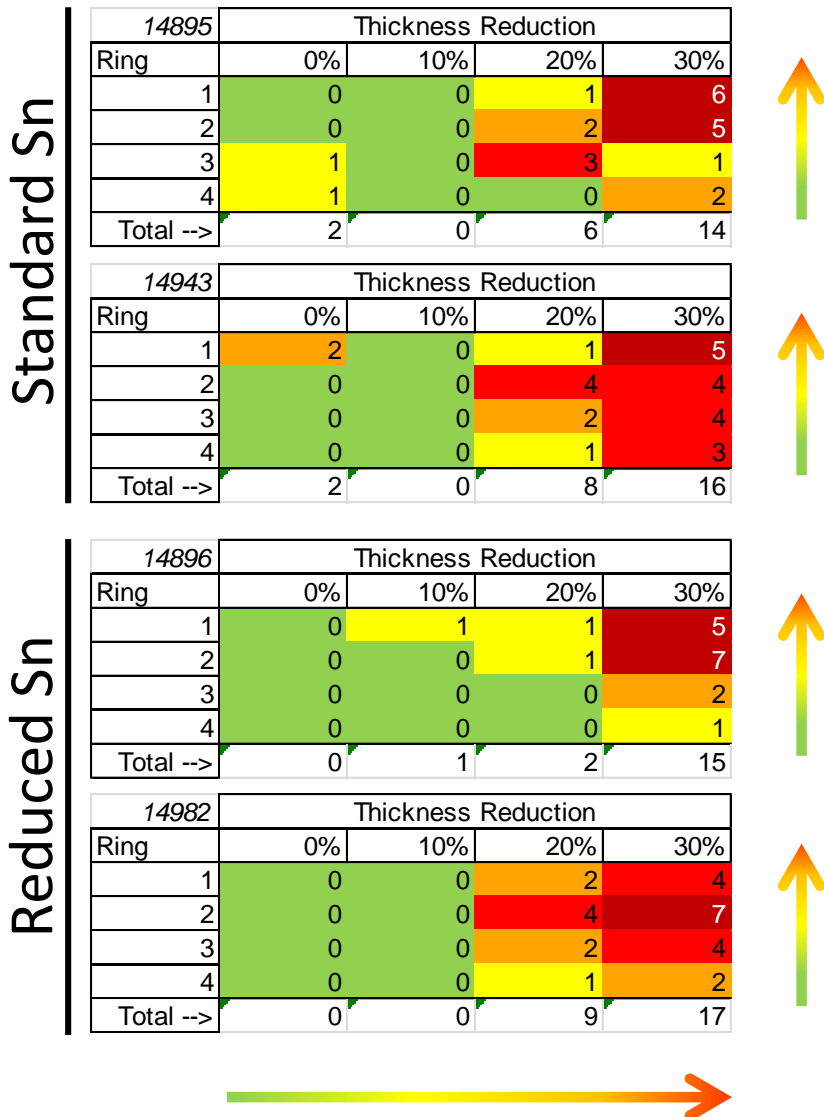 Standard Sn
14895 Thickness Reduction
Ring 0% 10% 20% 30%
1 0 0 1 6
2 0 0 2 5
3 1 0 3 1
4 1 0 0 2
Total --> 2 0 6 14
14943 Thickness Reduction
Ring 0% 10% 20% 30%
1 2 0 1 5
2 0 0 4 4
3 0 0 2 4
4 0 0 1 3
Total --> 2 0 8 16
Reduced Sn
14896 Thickness Reduction
Ring 0% 10% 20% 30%
1 0 1 1 5
2 0 0 1 7
3 0 0 0 2
4 0 0 0 1
Total --> 0 1 2 15
14982 Thickness Reduction
Ring 0% 10% 20% 30%
1 0 0 2 4
2 0 0 4 7
3 0 0 2 4
4 0 0 1 2
Total --> 0 0 9 17